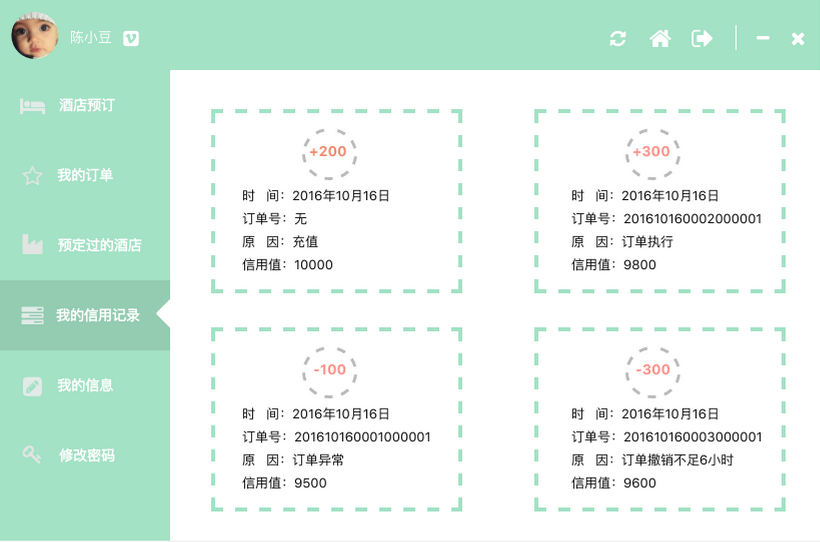 陈小豆
酒店预订
我的订单
预定过的酒店
我的信用记录
我的信息
修改密码
+200
时 间：2016年10月16日
订单号：无
原 因：充值
信用值：10000
+300
时 间：2016年10月16日
订单号：201610160002000001
原 因：订单执行
信用值：9800
-100
时 间：2016年10月16日
订单号：201610160001000001
原 因：订单异常
信用值：9500
-300
时 间：2016年10月16日
订单号：201610160003000001
原 因：订单撤销不足6小时
信用值：9600